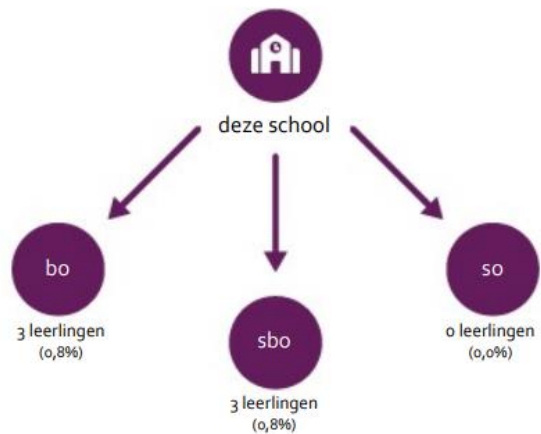 deze school
bo
3 leerlingen
(0,8%)
sbo
3 leerlingen
(0,8%)
so
0 leerlingen
(0,0%)